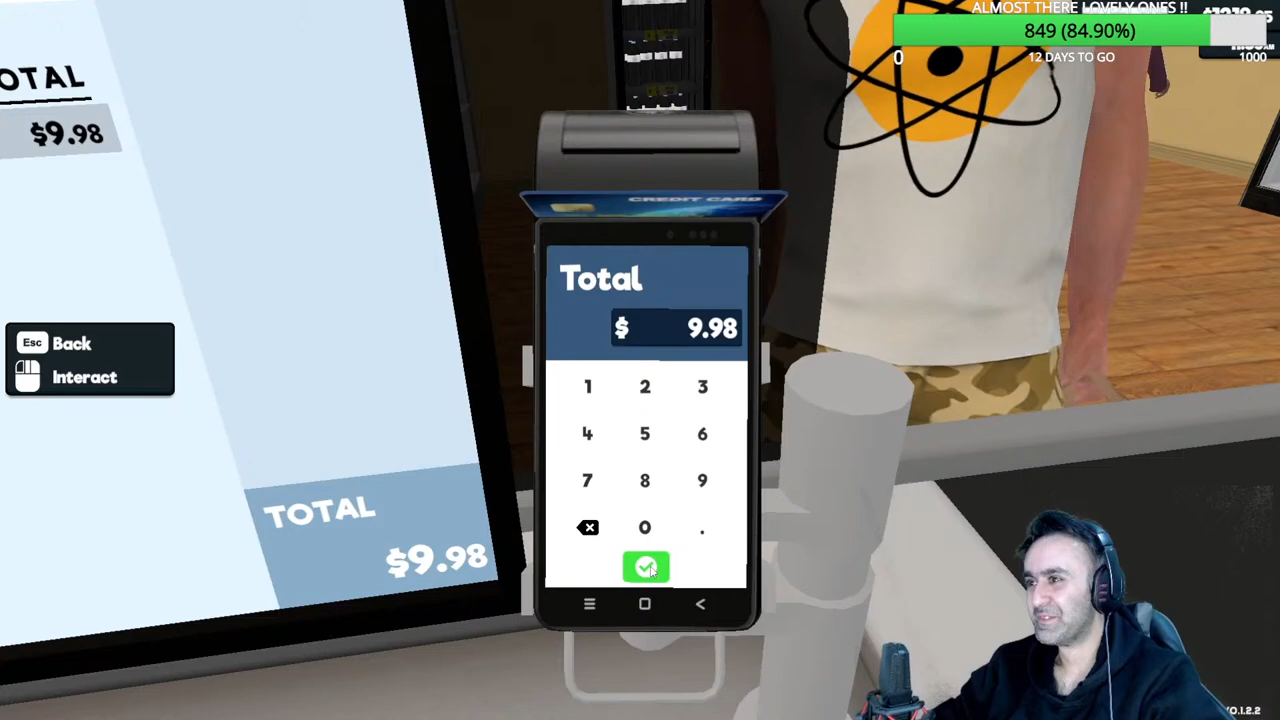 ALMOST THERE LOVELY ONES !!
849 (84.90%)
0
12 DAYS TO GO
1000
OTAL
$9.98
CREDIT CARD
Total
$ 9.98
1 2 3
4 5 6
7 8 9
0 .
Esc Back
Interact
TOTAL
$9.98